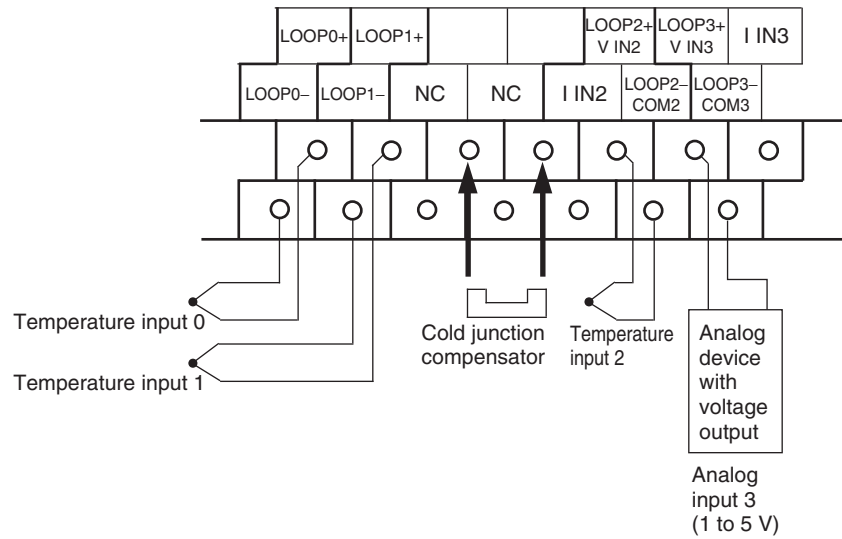 LOOP0+
LOOP1+
LOOP2+
V IN2
LOOP3+
V IN3
I IN3
LOOP0−
LOOP1−
NC
NC
I IN2
LOOP2−
COM2
LOOP3−
COM3
Temperature input 0
Temperature input 1
Cold junction
compensator
Temperature
input 2
Analog
device
with
voltage
output
Analog
input 3
(1 to 5 V)